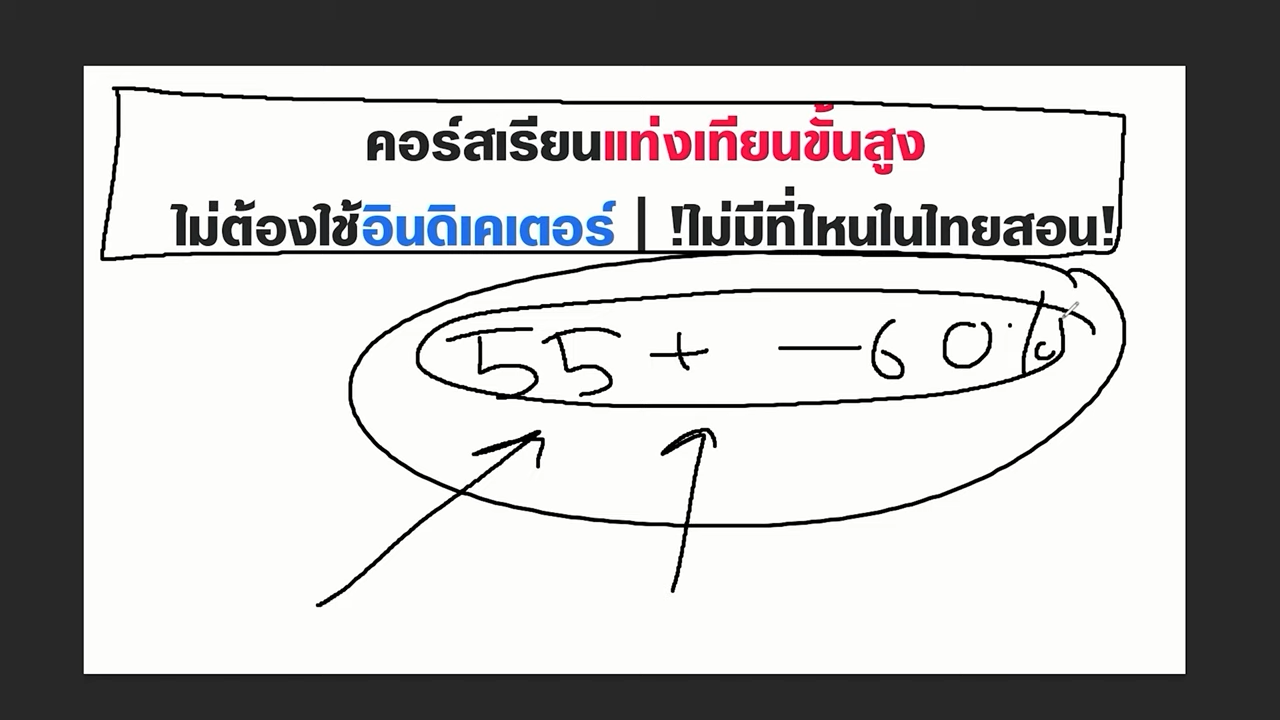 คอร์สเรียนแท่งเทียนขั้นสูง
ไม่ต้องใช้อินดิเคเตอร์ | !ไม่มีที่ไหนในไทยสอน!
55 + — 60%